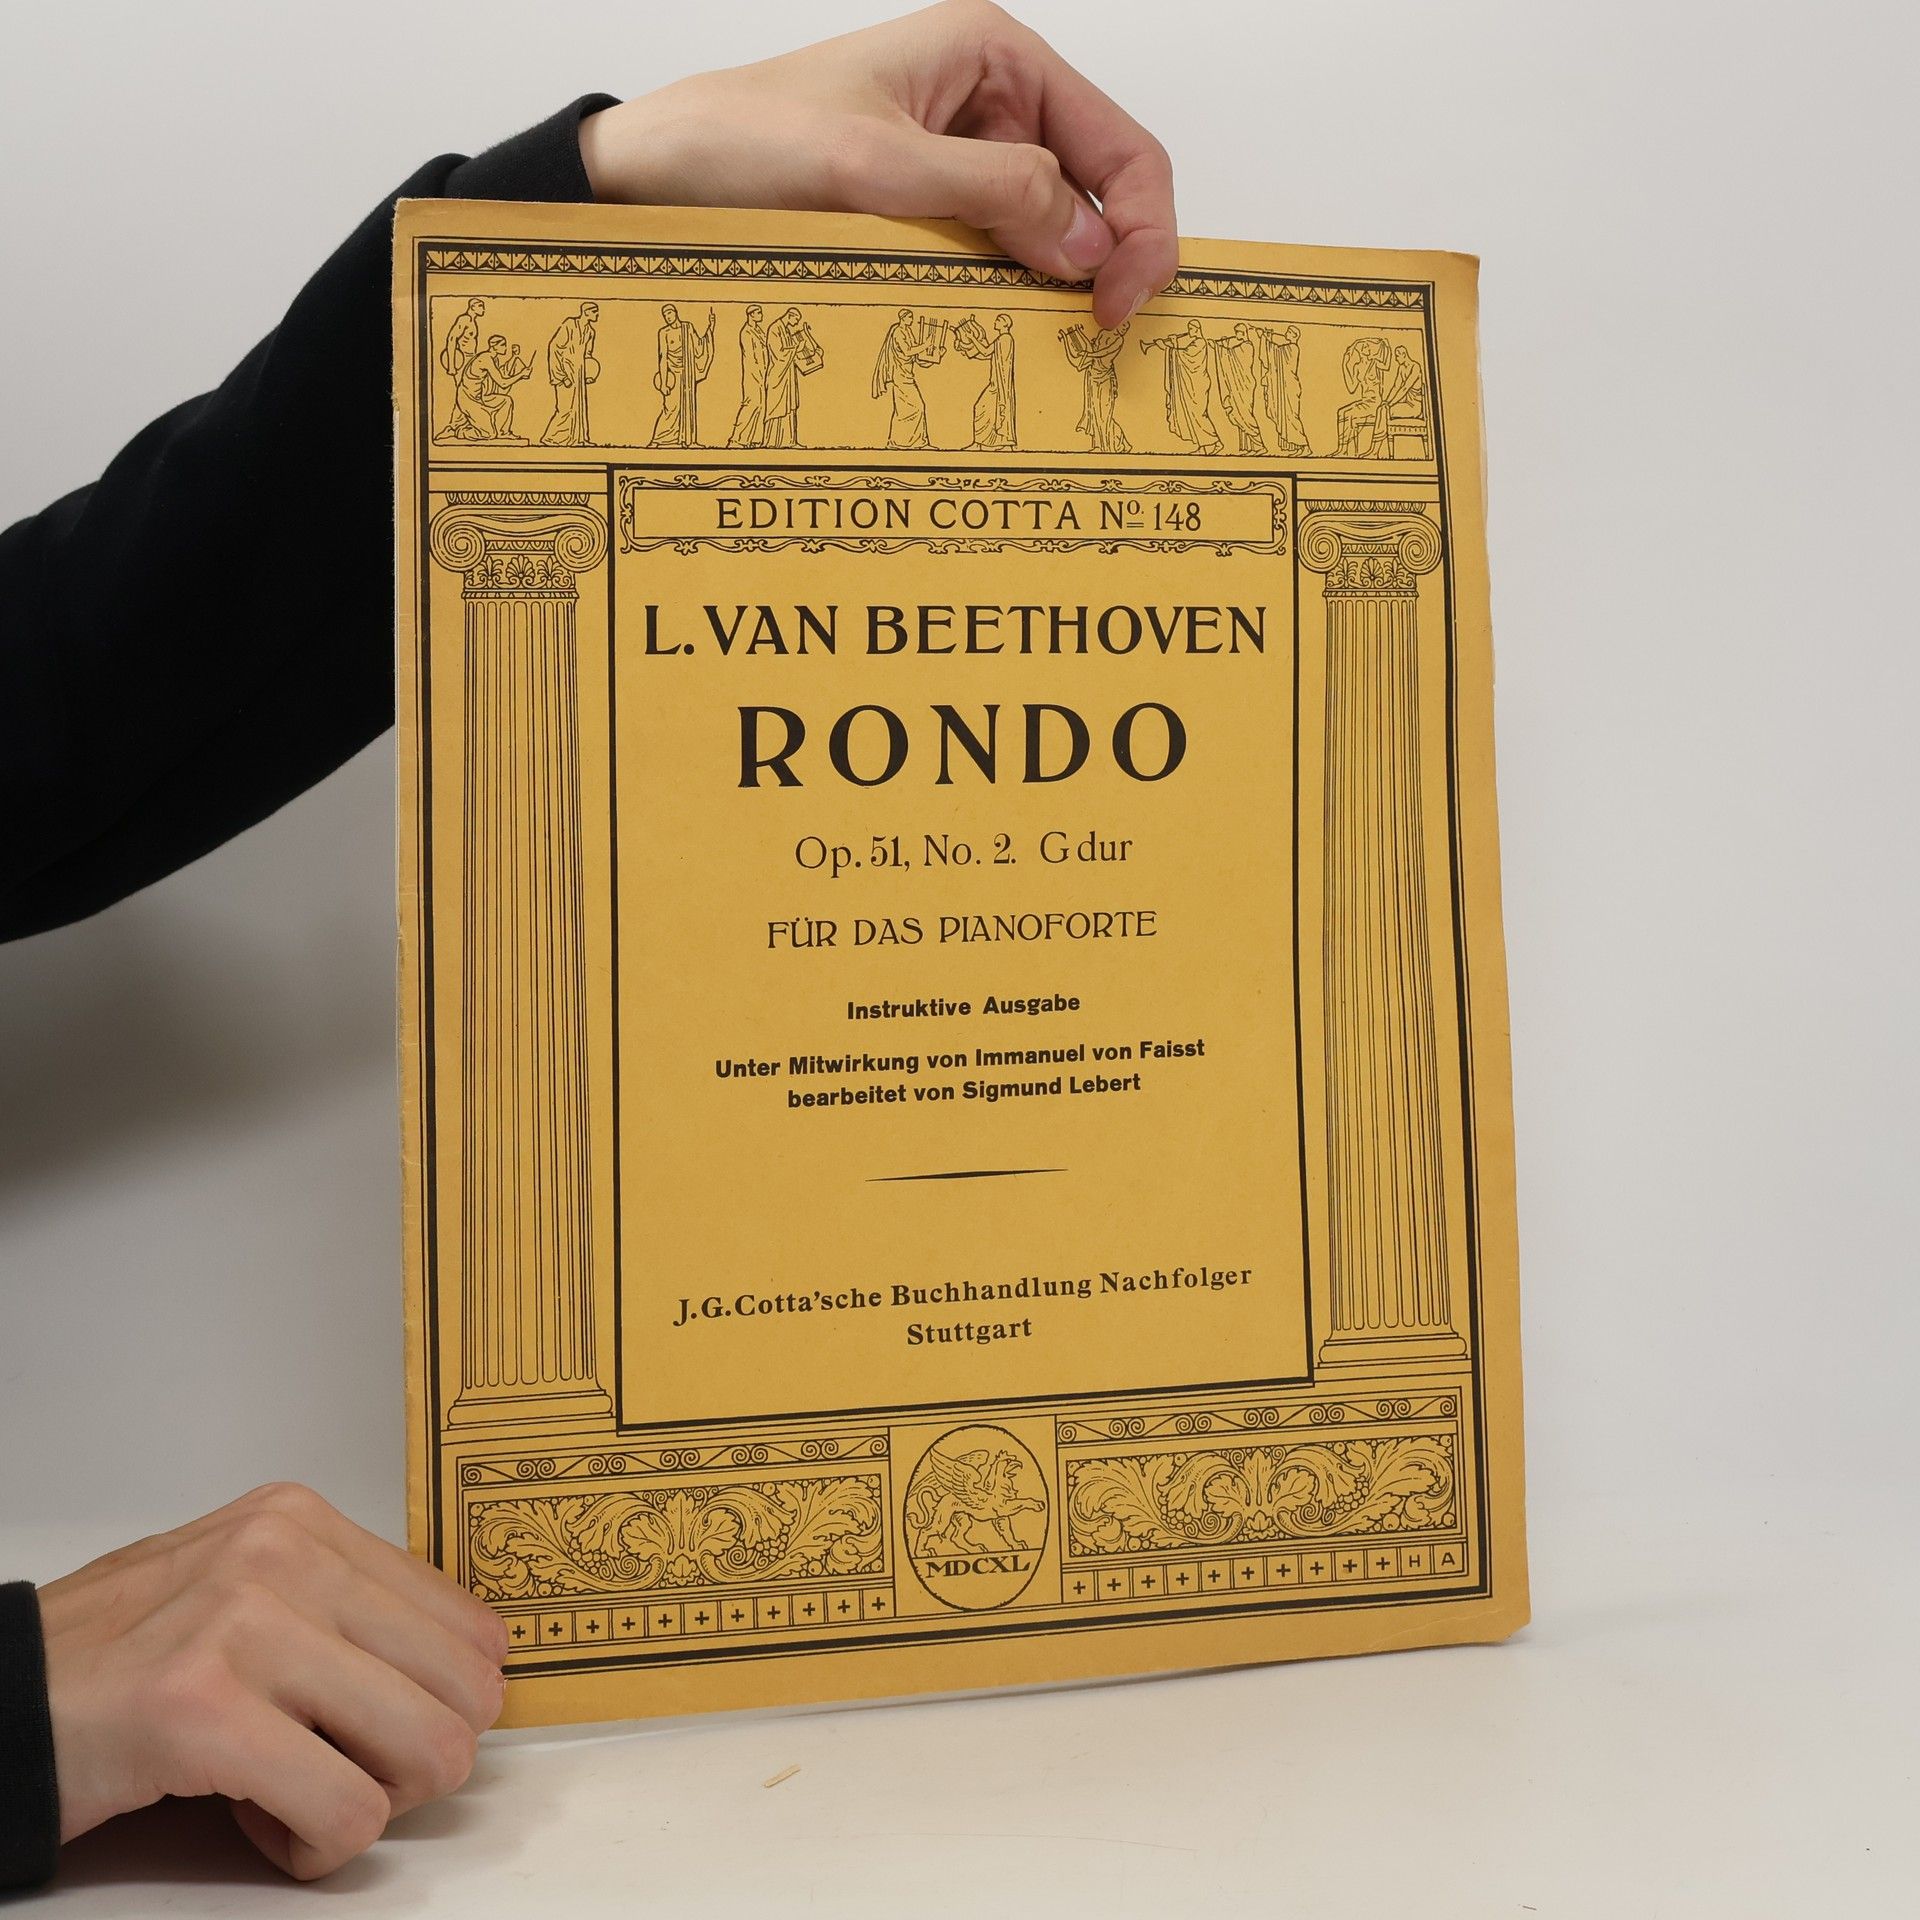 EDITION COTTA No. 148
L. VAN BEETHOVEN
RONDO
Op. 51, No. 2. G dur
FÜR DAS PIANOFORTE
Instruktive Ausgabe
Unter Mitwirkung von Immanuel von Faisst
bearbeitet von Sigmund Lebert
J. G. Cotta'sche Buchhandlung Nachfolger
Stuttgart
MDCXL
H A